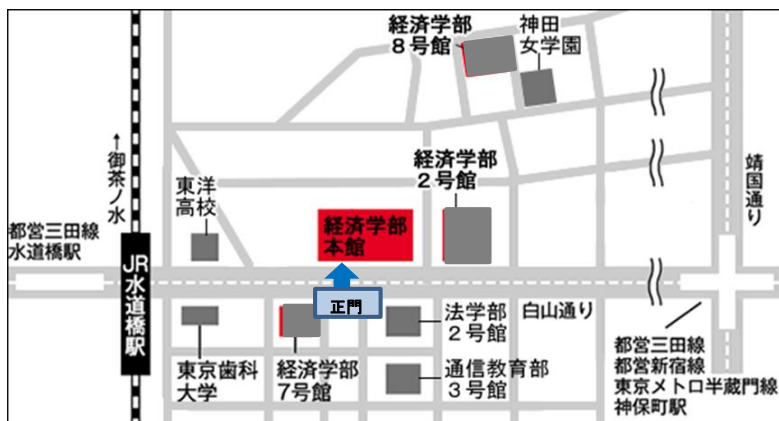 経済学部
8号館
神田
女学園
←御茶ノ水
東洋
高校
経済学部
2号館
靖国通り
都営三田線
水道橋駅
JR水道橋駅
経済学部
本館
正門
白山通り
東京歯科
大学
経済学部
7号館
法学部
2号館
通信教育部
3号館
都営三田線
都営新宿線
東京メトロ半蔵門線
神保町駅